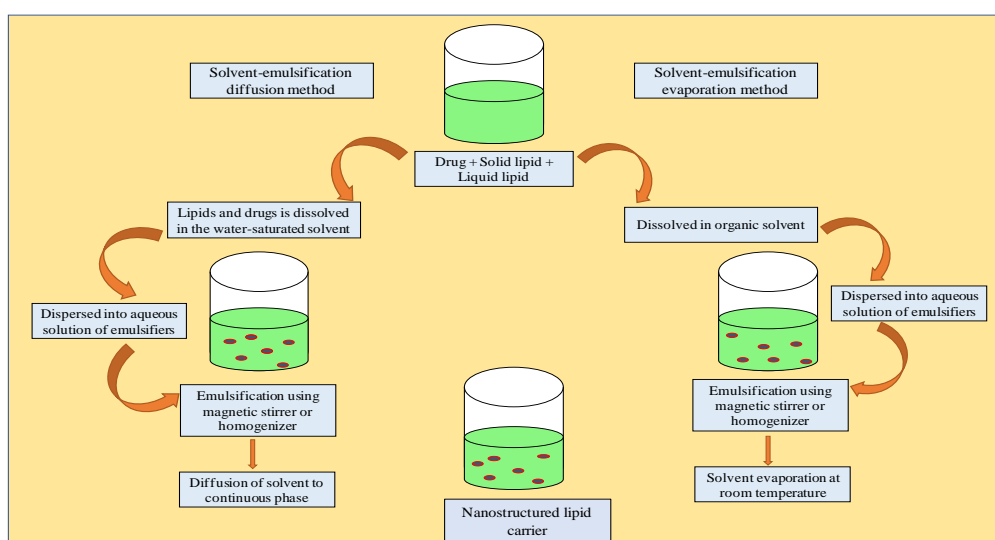 Solvent-emulsification
diffusion method
Solvent-emulsification
evaporation method
Drug + Solid lipid +
Liquid lipid
Lipids and drugs is dissolved
in the water-saturated solvent
Dissolved in organic solvent
Dispersed into aqueous
solution of emulsifiers
Dispersed into aqueous
solution of emulsifiers
Emulsification using
magnetic stirrer or
homogenizer
Emulsification using
magnetic stirrer or
homogenizer
Diffusion of solvent to
continuous phase
Solvent evaporation at
room temperature
Nanostructured lipid
carrier